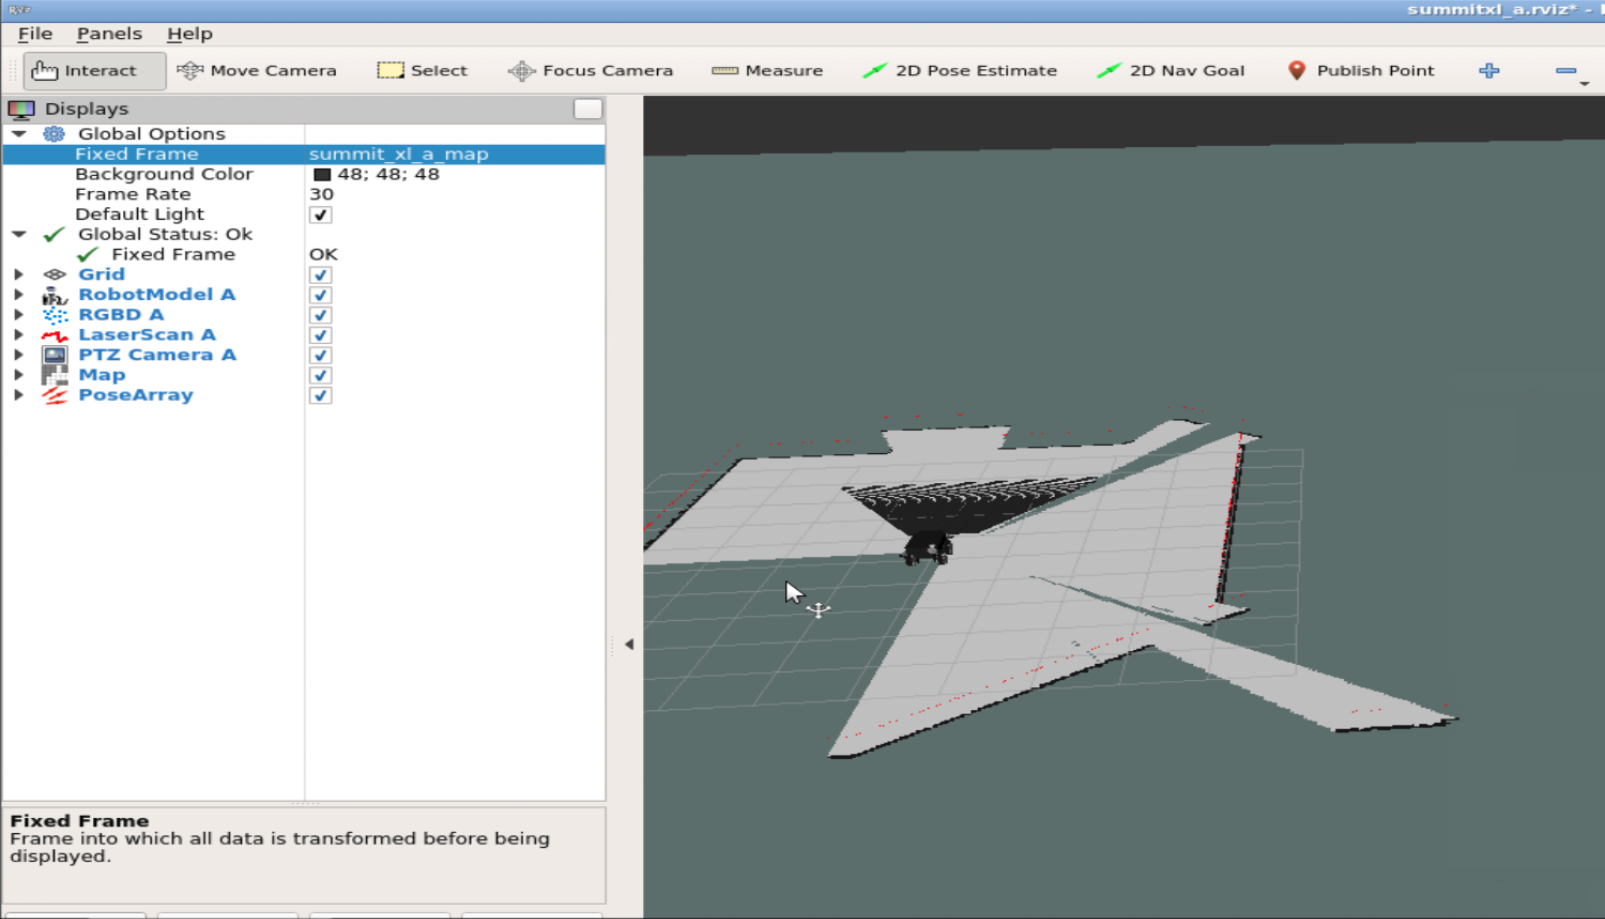 RViz
summitxl_a.rviz* -
File Panels Help
Interact Move Camera Select Focus Camera Measure 2D Pose Estimate 2D Nav Goal Publish Point
Displays
Global Options
Fixed Frame summit_xl_a_map
Background Color 48; 48; 48
Frame Rate 30
Default Light
Global Status: Ok
Fixed Frame OK
Grid
RobotModel A
RGBD A
LaserScan A
PTZ Camera A
Map
PoseArray
Fixed Frame
Frame into which all data is transformed before being
displayed.